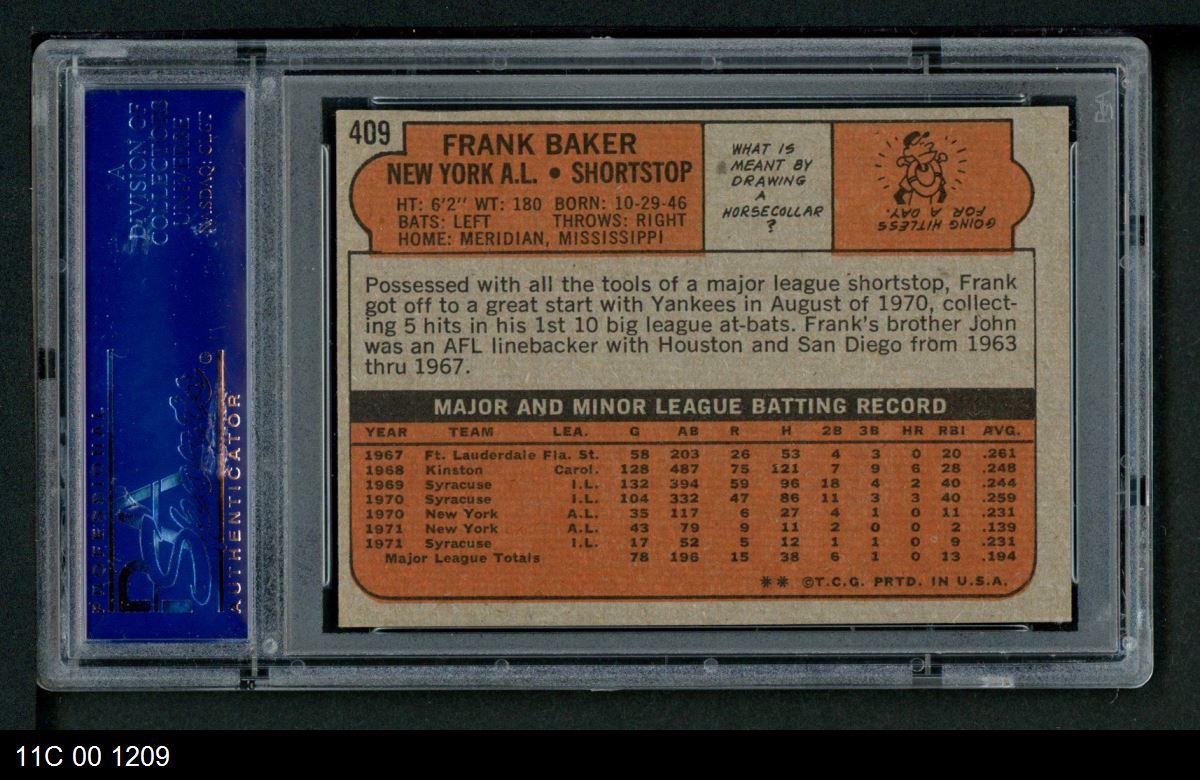 409
FRANK BAKER
NEW YORK A.L. • SHORTSTOP
HT: 6'2" WT: 180 BORN: 10-29-46
BATS: LEFT THROWS: RIGHT
HOME: MERIDIAN, MISSISSIPPI
WHAT IS
MEANT BY
DRAWING
A
HORSECOLLAR
?
GOING HITLESS
FOR A DAY.
Possessed with all the tools of a major league shortstop, Frank
got off to a great start with Yankees in August of 1970, collect-
ing 5 hits in his 1st 10 big league at-bats. Frank's brother John
was an AFL linebacker with Houston and San Diego from 1963
thru 1967.
MAJOR AND MINOR LEAGUE BATTING RECORD
YEAR TEAM LEA. G AB R H 2B 3B HR RBI AVG.
1967 Ft. Lauderdale Fla. St. 58 203 26 53 4 3 0 20 .261
1968 Kinston Carol. 128 487 75 121 7 9 6 28 .248
1969 Syracuse I.L. 132 394 59 96 18 4 2 40 .244
1970 Syracuse I.L. 104 332 47 86 11 3 3 40 .259
1970 New York A.L. 35 117 6 27 4 1 0 11 .231
1971 New York A.L. 43 79 9 11 2 0 0 2 .139
1971 Syracuse I.L. 17 52 5 12 1 1 0 9 .231
Major League Totals 78 196 15 38 6 1 0 13 .194
** ©T.C.G. PRTD. IN U.S.A.
A
DIVISION OF
COLLECTORS
UNIVERSE
NASDAQ: CLCT
PROFESSIONAL
PSA
AUTHENTICATOR
PSA
11C 00 1209